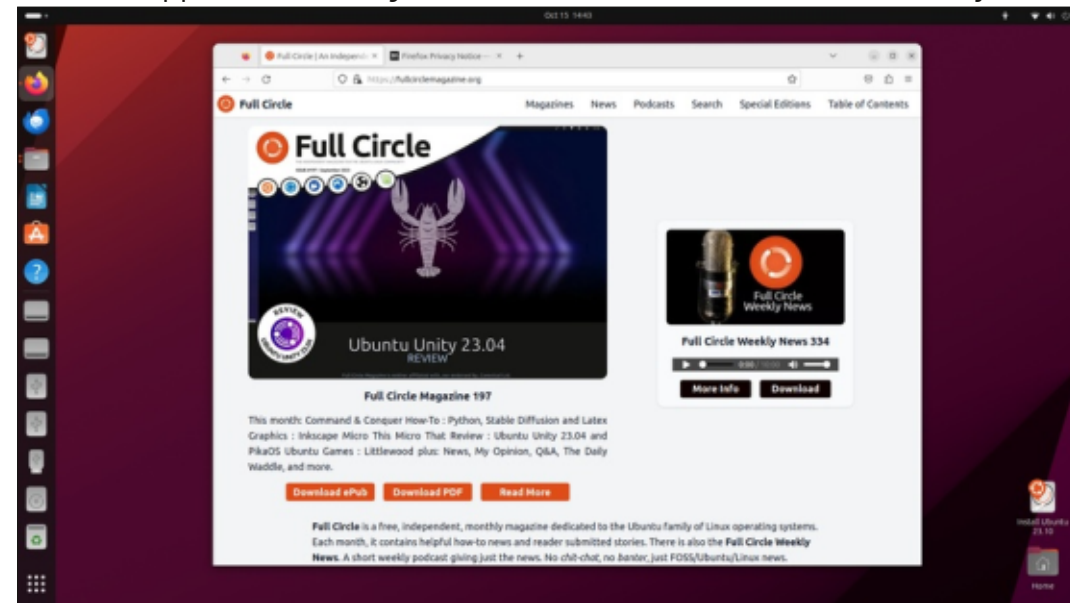 Oct 15 14:43
Full Circle | An Independ
Firefox Privacy Notice —
https://fullcirclemagazine.org
Full Circle
Magazines News Podcasts Search Special Editions Table of Contents
Full Circle
REVIEW
UBUNTU UNITY 23.04
Ubuntu Unity 23.04
REVIEW
Full Circle Magazine 197
This month: Command & Conquer How-To : Python, Stable Diffusion and Latex
Graphics : Inkscape Micro This Micro That Review : Ubuntu Unity 23.04 and
PikaOS Ubuntu Games : Littlewood plus: News, My Opinion, Q&A, The Daily
Waddle, and more.
Download ePub Download PDF Read More
Full Circle
Weekly News
Full Circle Weekly News 334
More Info Download
Full Circle is a free, independent, monthly magazine dedicated to the Ubuntu family of Linux operating systems.
Each month, it contains helpful how-to news and reader submitted stories. There is also the Full Circle Weekly
News. A short weekly podcast giving just the news. No chit-chat, no banter, just FOSS/Ubuntu/Linux news.
Install Ubuntu
23.10
Home